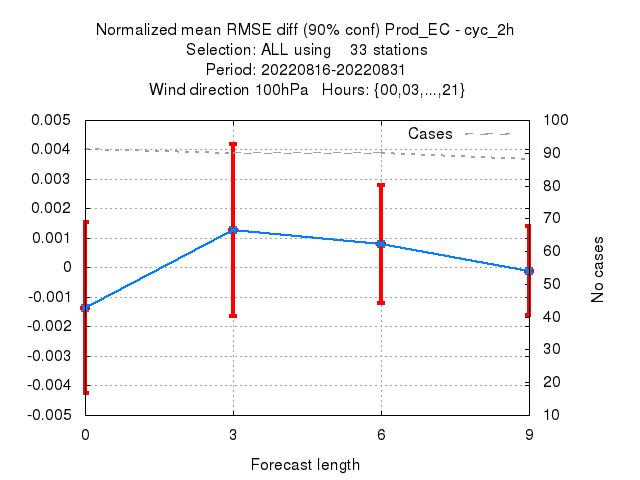 Normalized mean RMSE diff (90% conf) Prod_EC - cyc_2h
Selection: ALL using    33 stations
Period: 20220816-20220831
Wind direction 100hPa   Hours: {00,03,...,21}
Cases
0.005
0.004
0.003
0.002
0.001
0
-0.001
-0.002
-0.003
-0.004
-0.005
100
90
80
70
60
50
40
30
20
10
No cases
0 3 6 9
Forecast length